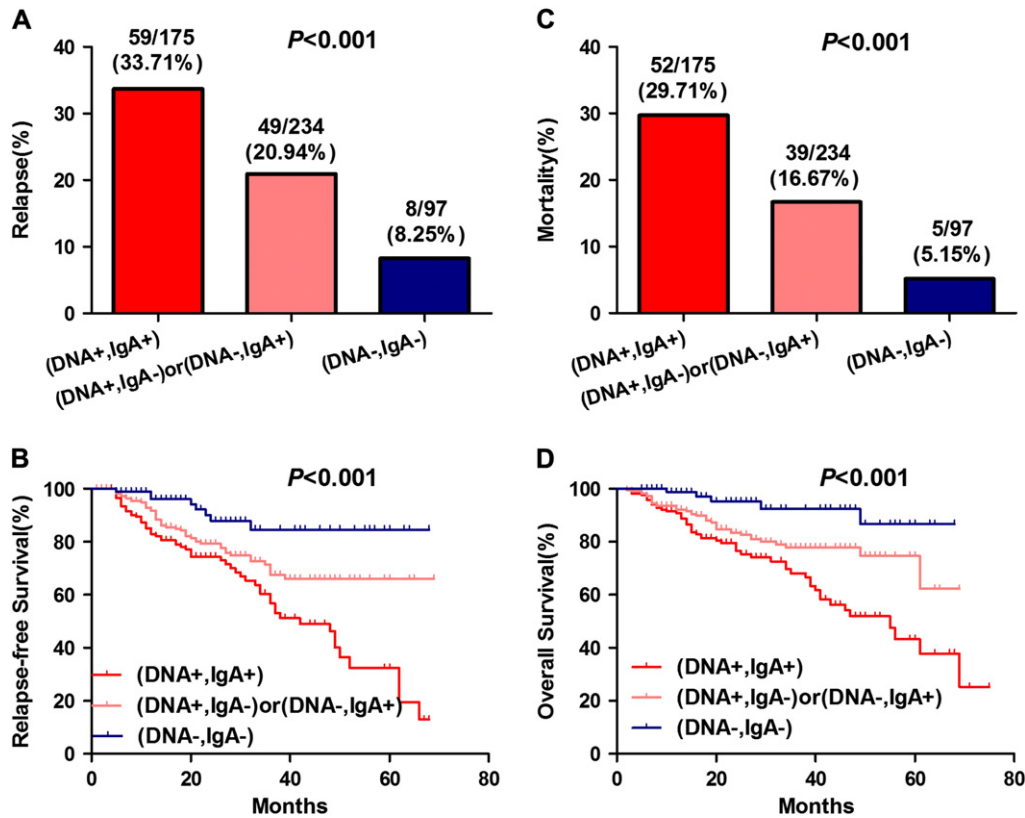 A
P<0.001
59/175
(33.71%)
49/234
(20.94%)
8/97
(8.25%)
Relapse(%)
40
30
20
10
0
(DNA+,IgA+)
(DNA+,IgA-)or(DNA-,IgA+)
(DNA-,IgA-)
C
P<0.001
52/175
(29.71%)
39/234
(16.67%)
5/97
(5.15%)
Mortality(%)
40
30
20
10
0
(DNA+,IgA+)
(DNA+,IgA-)or(DNA-,IgA+)
(DNA-,IgA-)
B
P<0.001
Relapse-free Survival(%)
100
80
60
40
20
0
(DNA+,IgA+)
(DNA+,IgA-)or(DNA-,IgA+)
(DNA-,IgA-)
0 20 40 60 80
Months
D
P<0.001
Overall Survival(%)
100
80
60
40
20
0
(DNA+,IgA+)
(DNA+,IgA-)or(DNA-,IgA+)
(DNA-,IgA-)
0 20 40 60 80
Months